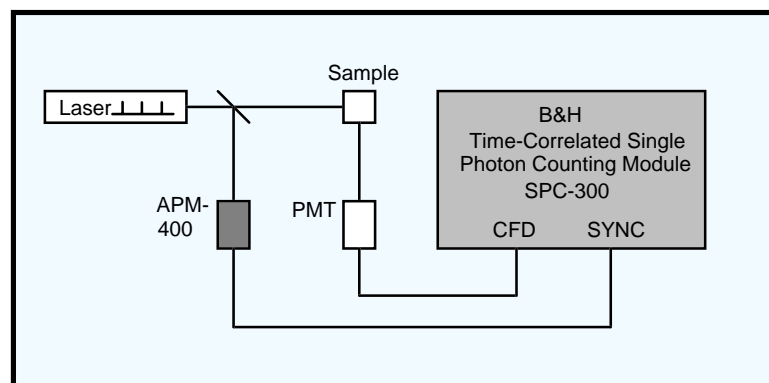 Sample
Laser
B&H
Time-Correlated Single
Photon Counting Module
SPC-300
APM-
400
PMT
CFD SYNC